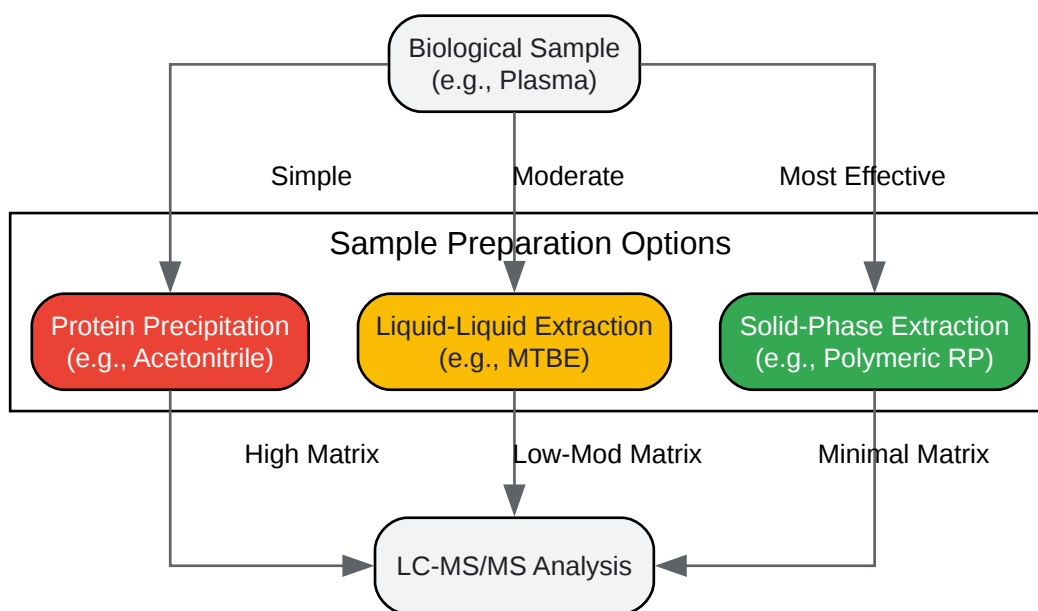 Biological Sample
(e.g., Plasma)
Simple
Moderate
Most Effective
Sample Preparation Options
Protein Precipitation
(e.g., Acetonitrile)
Liquid-Liquid Extraction
(e.g., MTBE)
Solid-Phase Extraction
(e.g., Polymeric RP)
High Matrix
Low-Mod Matrix
Minimal Matrix
LC-MS/MS Analysis